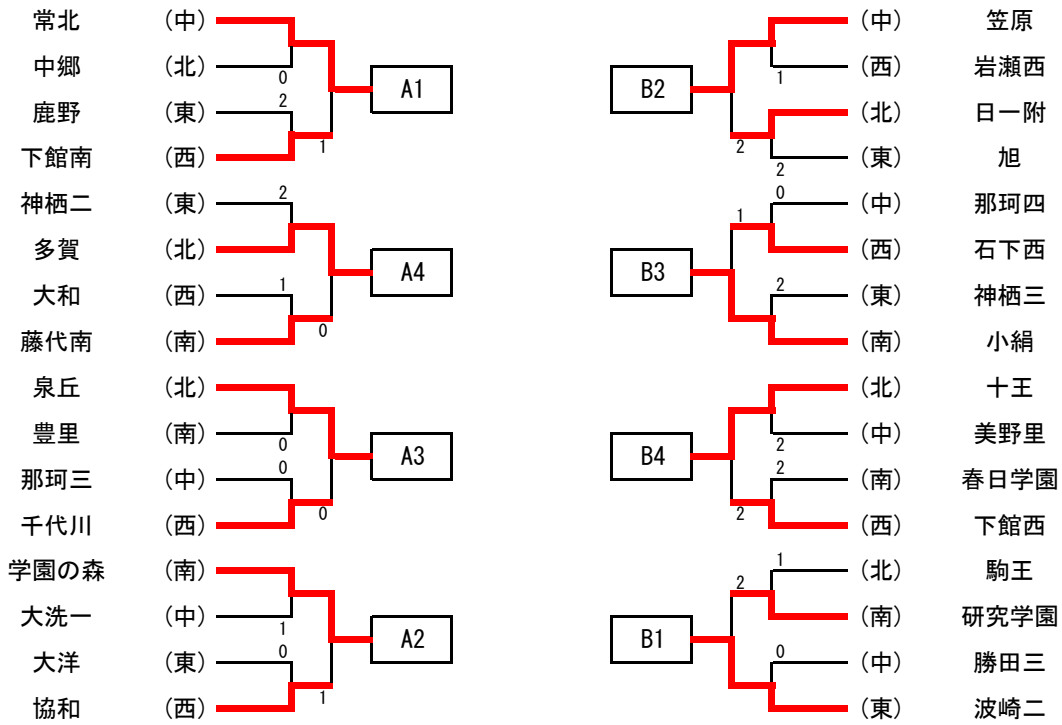 常北 (中) (中) 笠原
中郷 (北) 0 A1 B2 1 (西) 岩瀬西
鹿野 (東) 2 (北) 日一附
下館南 (西) 1 2 2 (東) 旭
神栖二 (東) 2 0 (中) 那珂四
多賀 (北) A4 B3 1 (西) 石下西
大和 (西) 1 2 (東) 神栖三
藤代南 (南) 0 (南) 小絹
泉丘 (北) (北) 十王
豊里 (南) 0 A3 B4 2 (中) 美野里
那珂三 (中) 0 2 (南) 春日学園
千代川 (西) 0 2 (西) 下館西
学園の森 (南) 1 (北) 駒王
大洗一 (中) 1 A2 B1 2 (南) 研究学園
大洋 (東) 0 0 (中) 勝田三
協和 (西) 1 (東) 波崎二